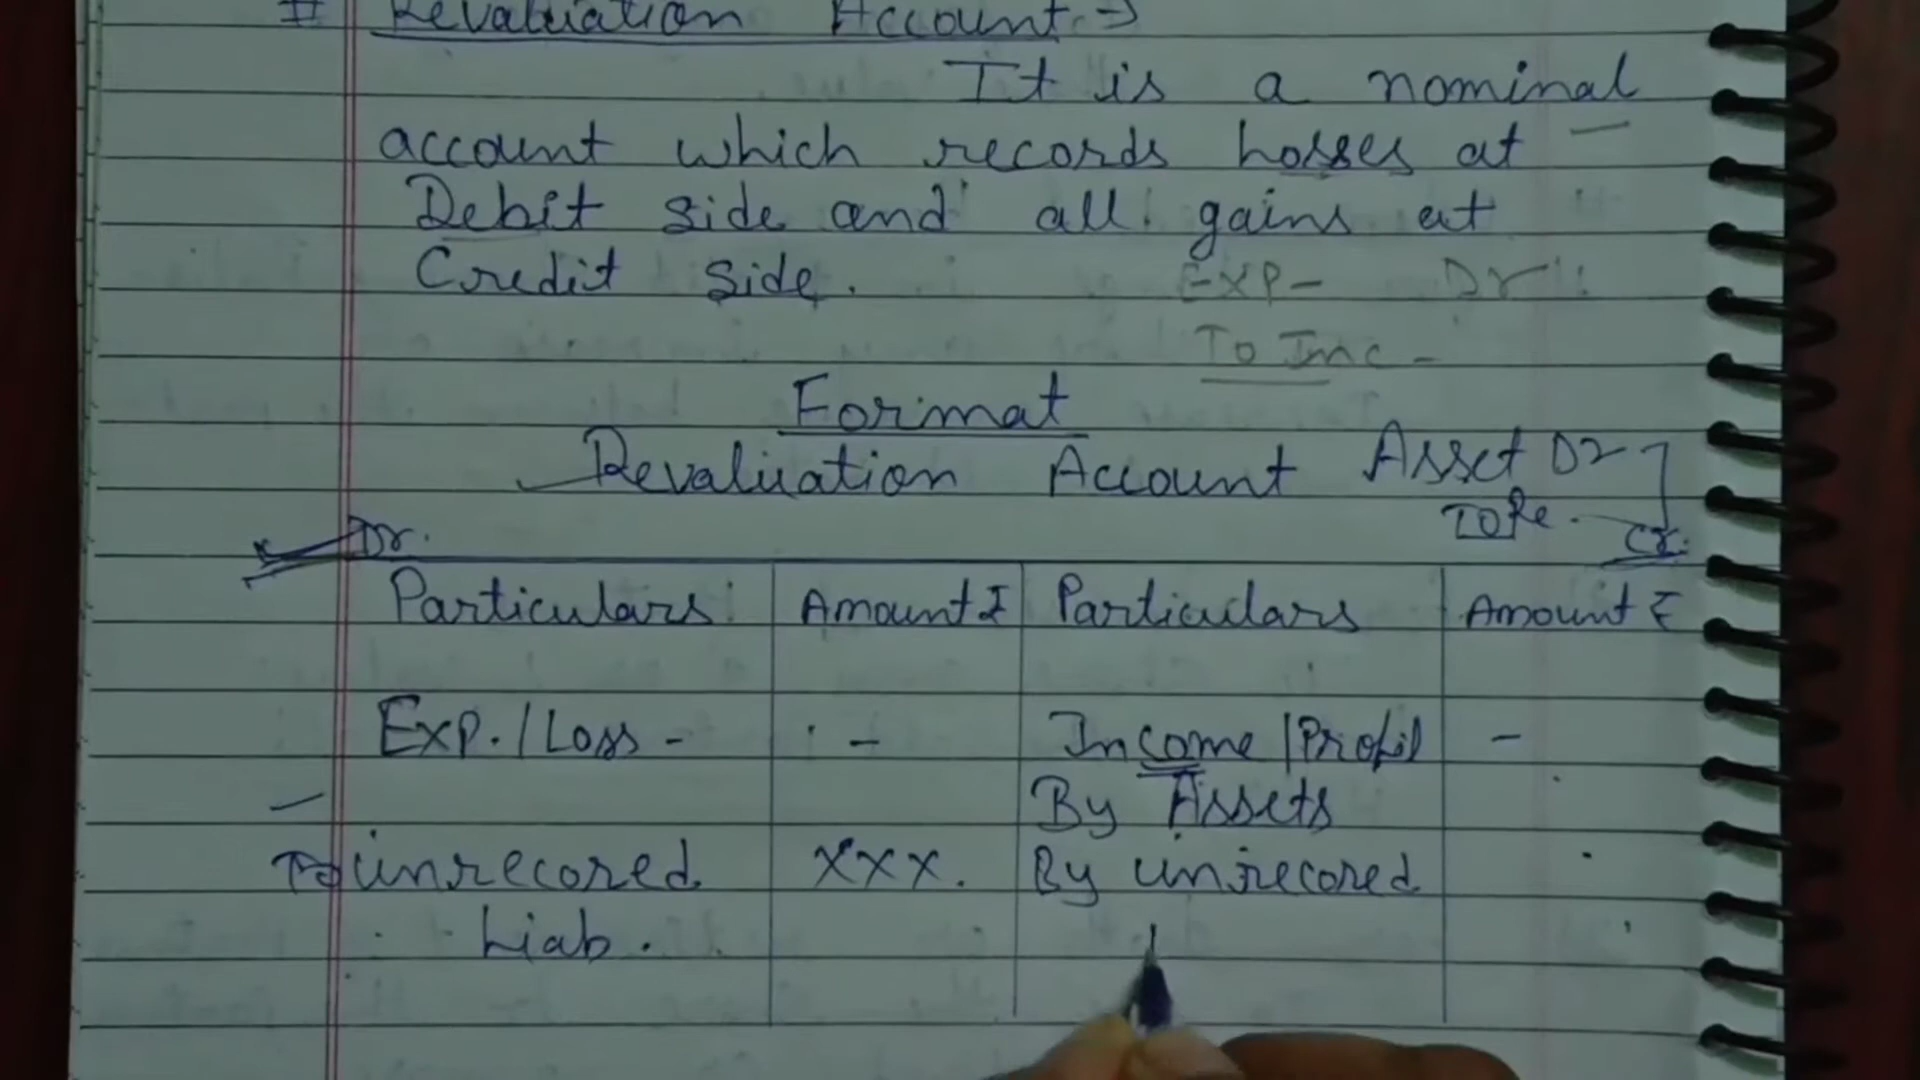 # Revaluation Account →
It is a nominal
account which records Losses at
Debit side and all gains at
Credit side.
EXP- Dr
To Inc -
Format
Revaluation Account
Asset Dr
To Re.
Dr.
Cr.
Particulars Amount ₹ Particulars Amount ₹
Exp. / Loss - - Income / Profit -
By Assets
To unrecored XXX. By unrecored
Liab.